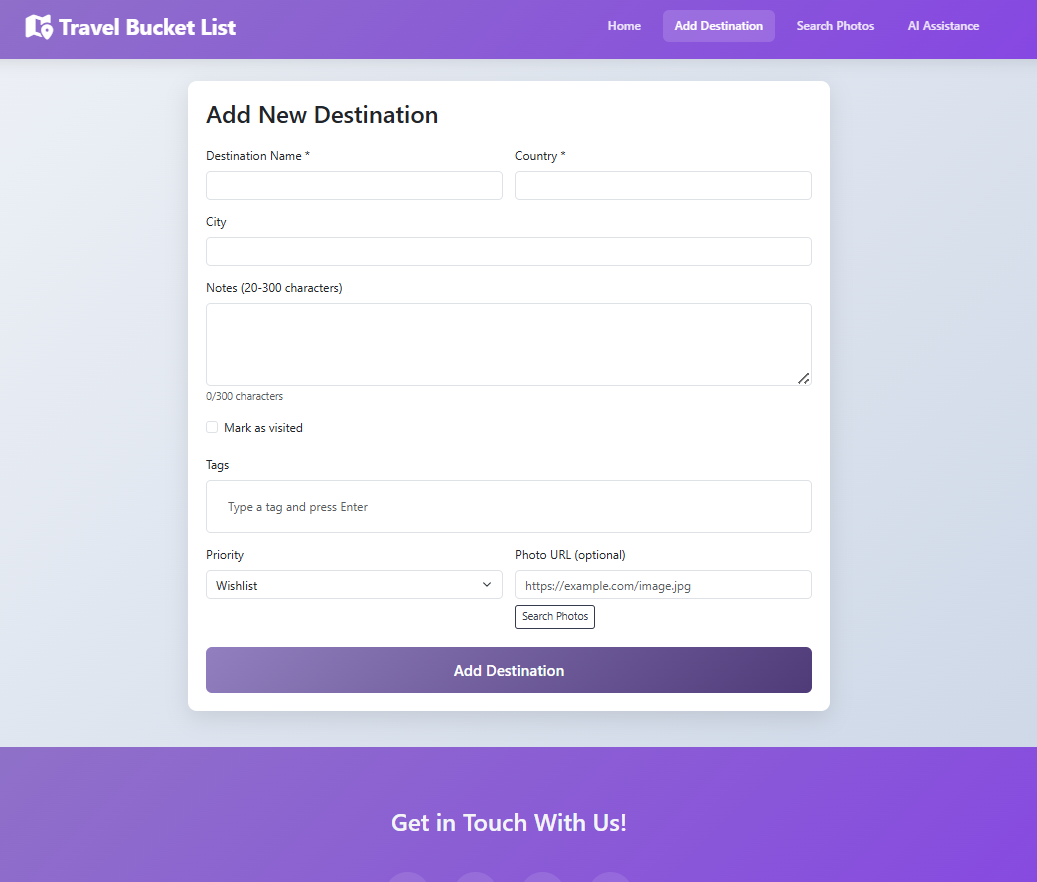 Travel Bucket List
Home Add Destination Search Photos AI Assistance
Add New Destination
Destination Name * Country *
City
Notes (20-300 characters)
0/300 characters
Mark as visited
Tags
Type a tag and press Enter
Priority Photo URL (optional)
Wishlist https://example.com/image.jpg
Search Photos
Add Destination
Get in Touch With Us!